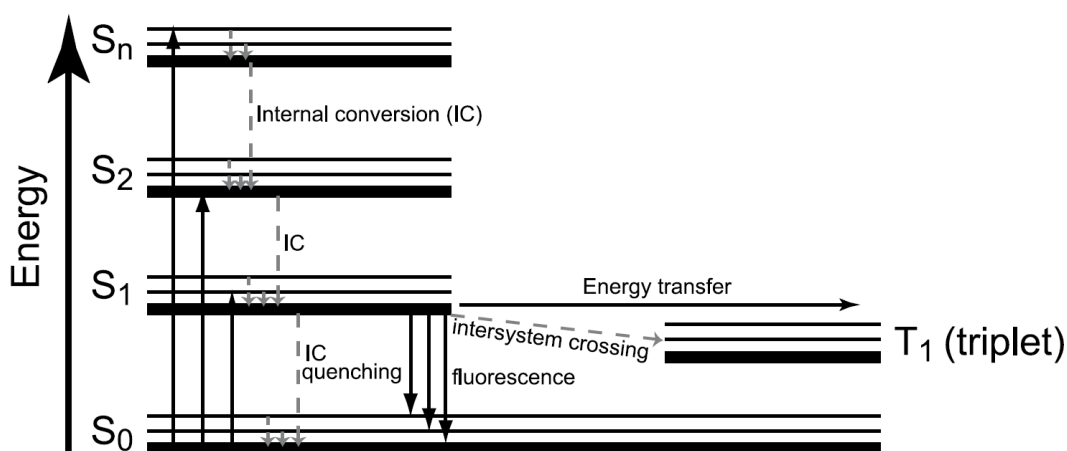 Energy
Sn
Internal conversion (IC)
S2
IC
S1
Energy transfer
intersystem crossing
T1 (triplet)
IC
quenching
fluorescence
S0